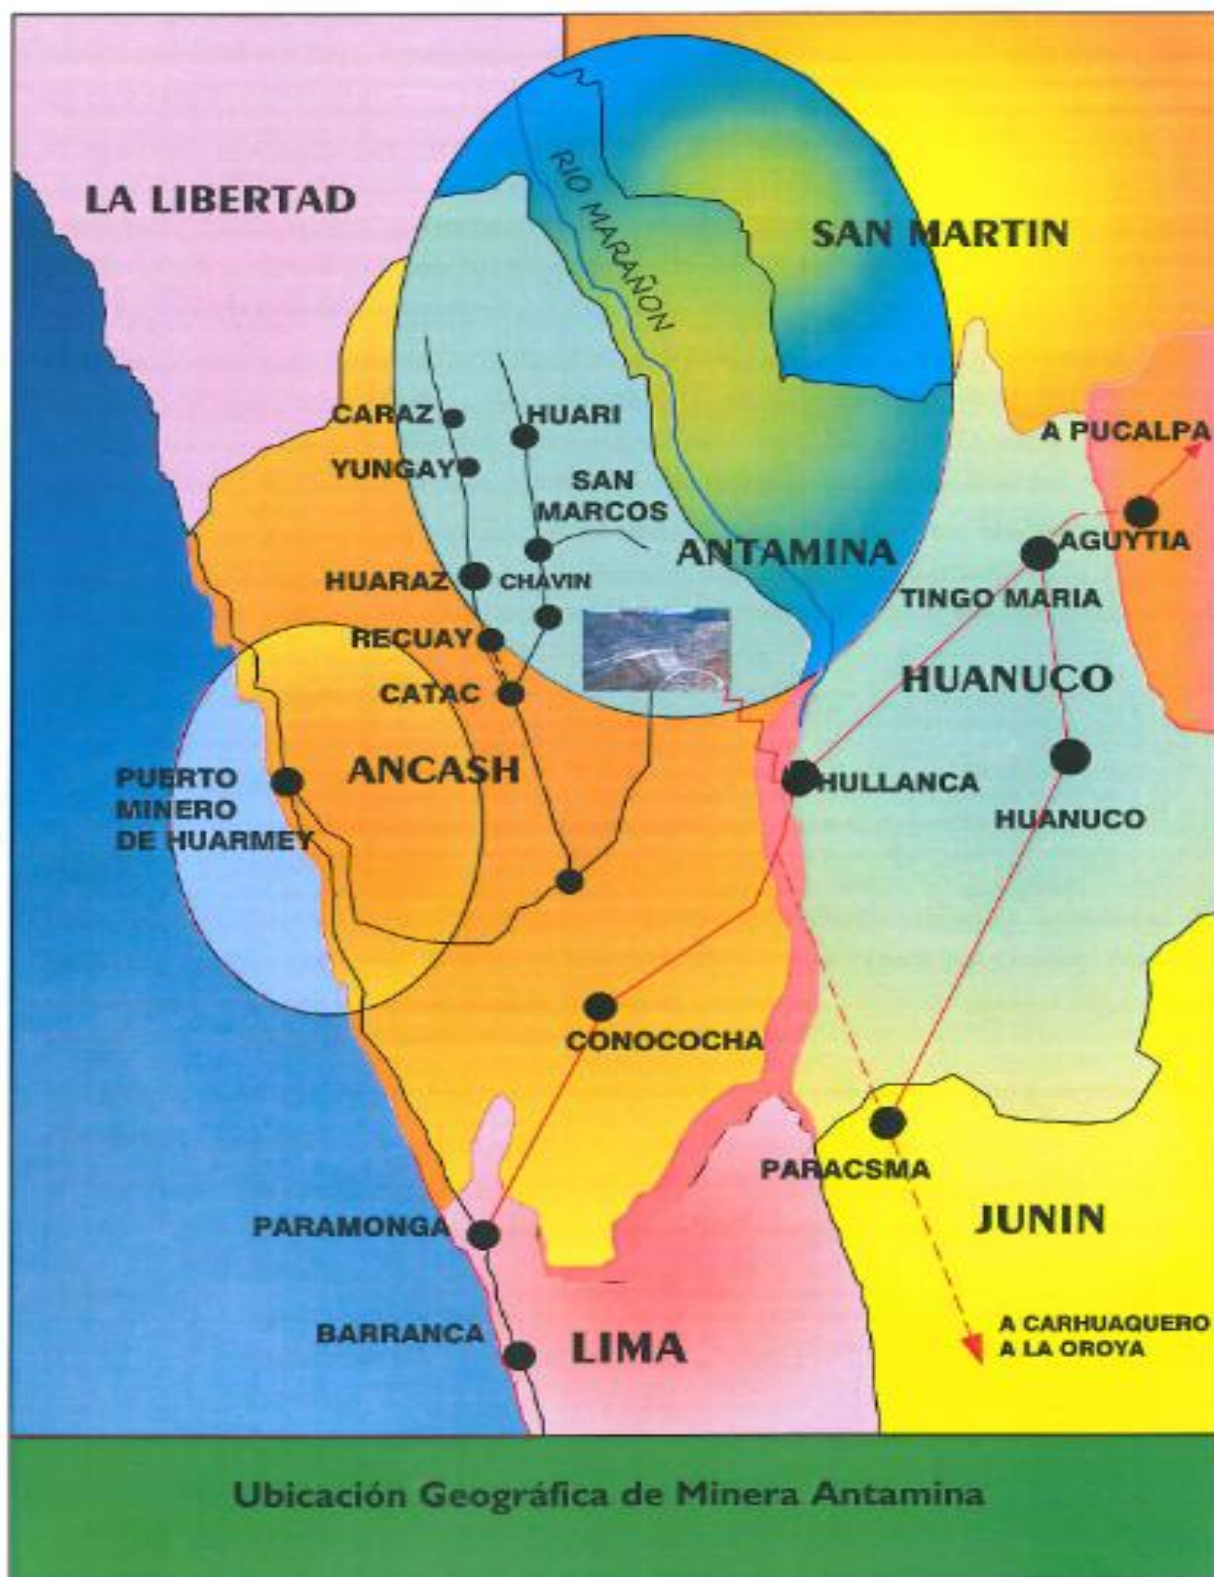 LA LIBERTAD
RIO MARAÑON
SAN MARTIN
CARAZ
HUARI
A PUCALPA
YUNGAY
SAN
MARCOS
ANTAMINA
AGUYTIA
HUARAZ
CHAVIN
TINGO MARIA
RECUAY
HUANUCO
CATAC
ANCASH
PUERTO
MINERO
DE HUARMEY
HULLANCA
HUANUCO
CONOCOCHA
PARACSMA
PARAMONGA
JUNIN
BARRANCA
LIMA
A CARHUAQUERO
A LA OROYA
Ubicación Geográfica de Minera Antamina